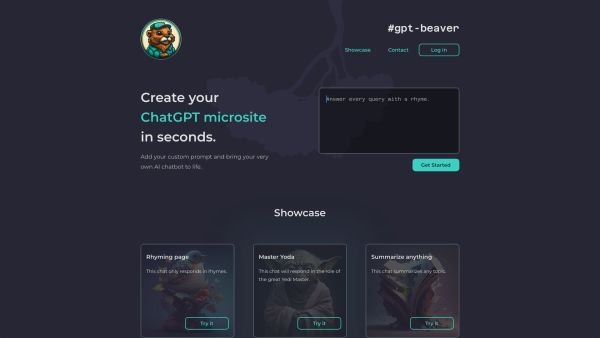 #gpt-beaver
Showcase
Contact
Log in
Create your
ChatGPT microsite
in seconds.
Add your custom prompt and bring your very
own AI chatbot to life.
Answer every query with a rhyme.
Get Started
Showcase
Rhyming page
This chat only responds in rhymes.
Try it
Master Yoda
This chat will respond in the role of
the great Yedi Master.
Try it
Summarize anything
This chat summarizes any topic.
Try it